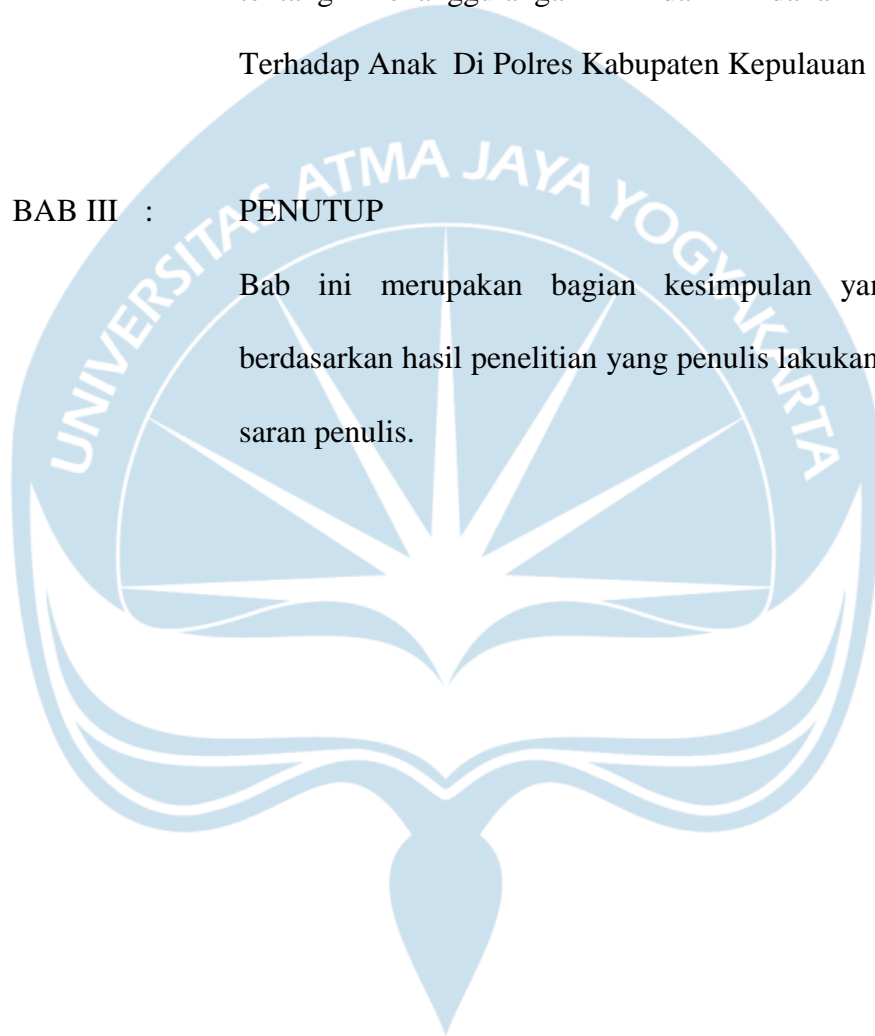 Terhadap Anak Di Polres Kabupaten Kepulauan
BAB III : PENUTUP
Bab ini merupakan bagian kesimpulan
berdasarkan hasil penelitian yang penulis lakukan
saran penulis.
UNIVERSITAS ATMA JAYA YOGYAKARTA